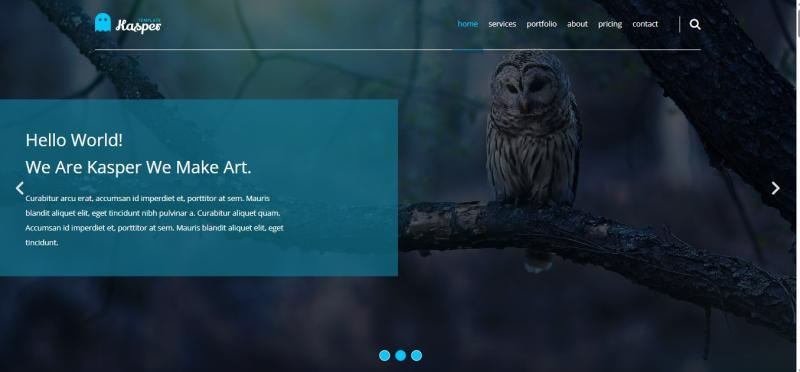 TEMPLATE
Kasper
home services portfolio about pricing contact
Hello World!
We Are Kasper We Make Art.
Curabitur arcu erat, accumsan id imperdiet et, porttitor at sem. Mauris
blandit aliquet elit, eget tincidunt nibh pulvinar a. Curabitur aliquet quam.
Accumsan id imperdiet et, porttitor at sem. Mauris blandit aliquet elit, eget
tincidunt.